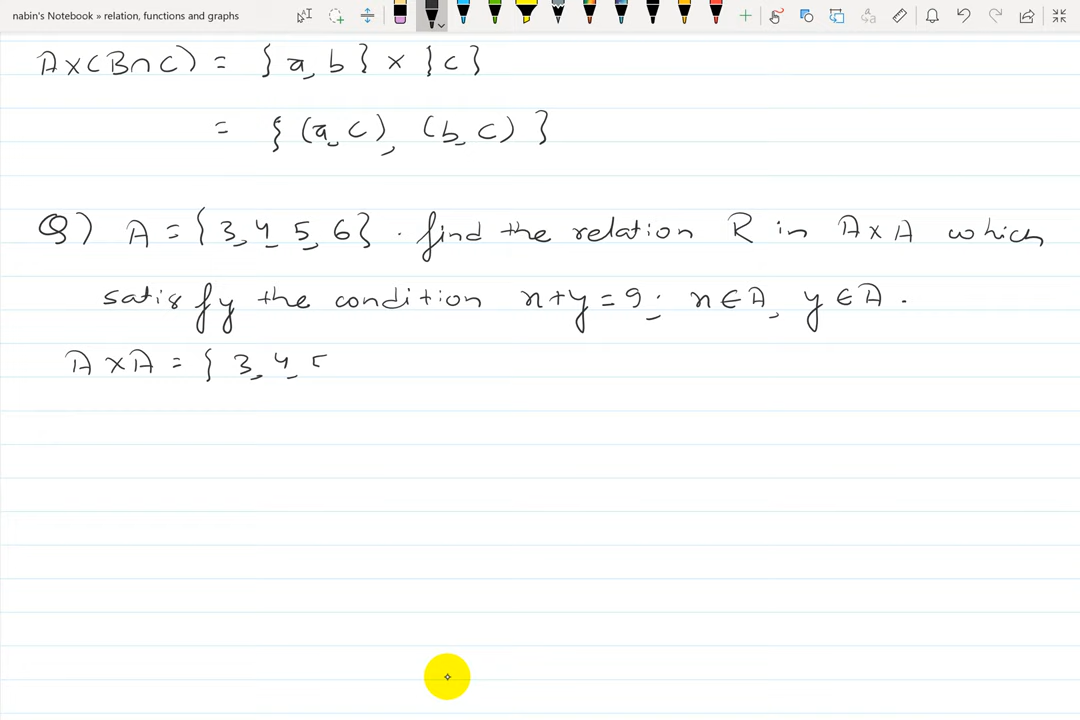 nabin's Notebook » relation, functions and graphs
A×(B∩C) = {a, b} × {c}
= {(a, c), (b, c)}
Q) A = {3, 4, 5, 6} . find the relation R in A×A which
satisfy the condition x+y = 9 : x∈A, y∈A.
A×A = { 3, 4, 5